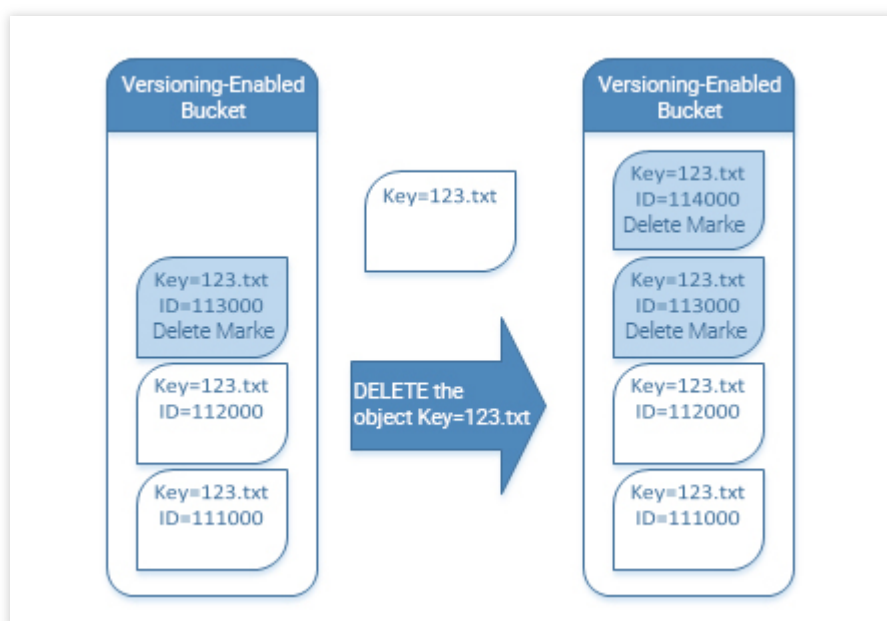 Versioning-Enabled
Bucket
Key=123.txt
ID=113000
Delete Marke
Key=123.txt
ID=112000
Key=123.txt
ID=111000
Key=123.txt
DELETE the
object Key=123.txt
Versioning-Enabled
Bucket
Key=123.txt
ID=114000
Delete Marke
Key=123.txt
ID=113000
Delete Marke
Key=123.txt
ID=112000
Key=123.txt
ID=111000